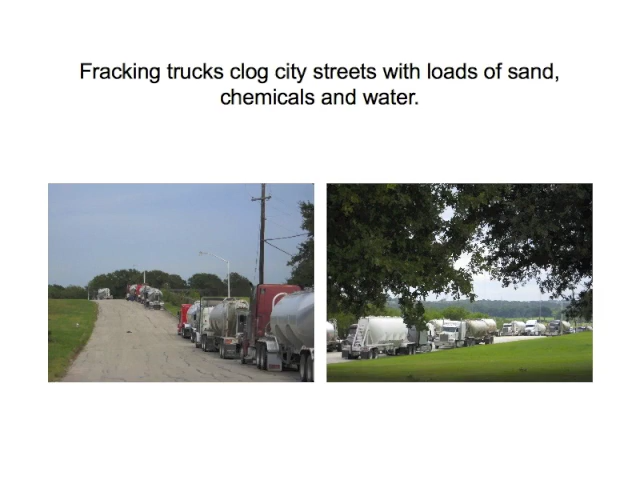 Fracking trucks clog city streets with loads of sand,
chemicals and water.